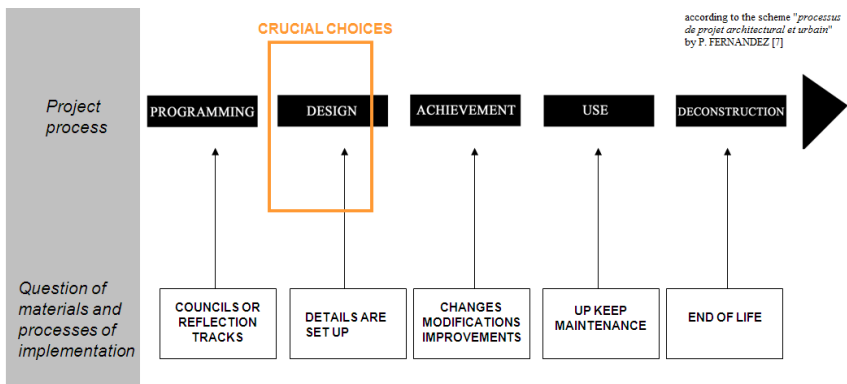 CRUCIAL CHOICES
according to the scheme "processus
de projet architectural et urbain"
by P. FERNANDEZ [7]
Project
process
PROGRAMMING
DESIGN
ACHIEVEMENT
USE
DECONSTRUCTION
Question of
materials and
processes of
implementation
COUNCILS OR
REFLECTION
TRACKS
DETAILS ARE
SET UP
CHANGES
MODIFICATIONS
IMPROVEMENTS
UP KEEP
MAINTENANCE
END OF LIFE